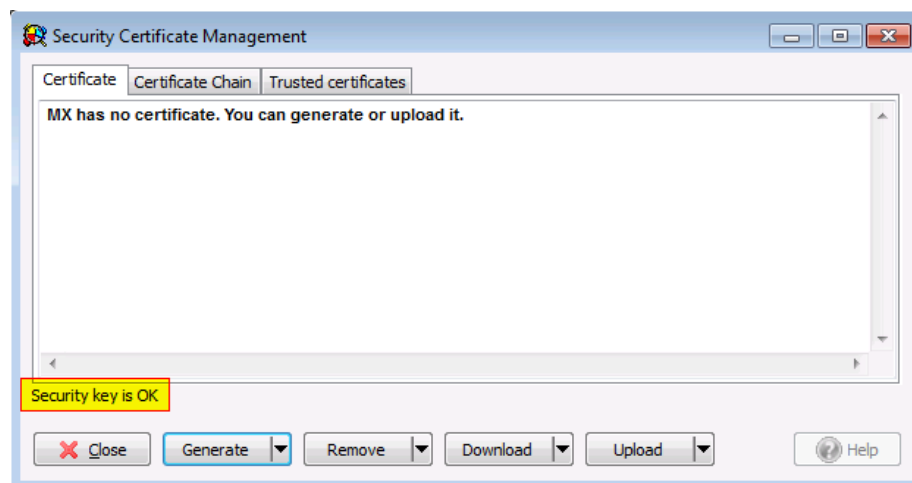 Security Certificate Management
Certificate Certificate Chain Trusted certificates
MX has no certificate. You can generate or upload it.
Security key is OK
Close Generate Remove Download Upload Help